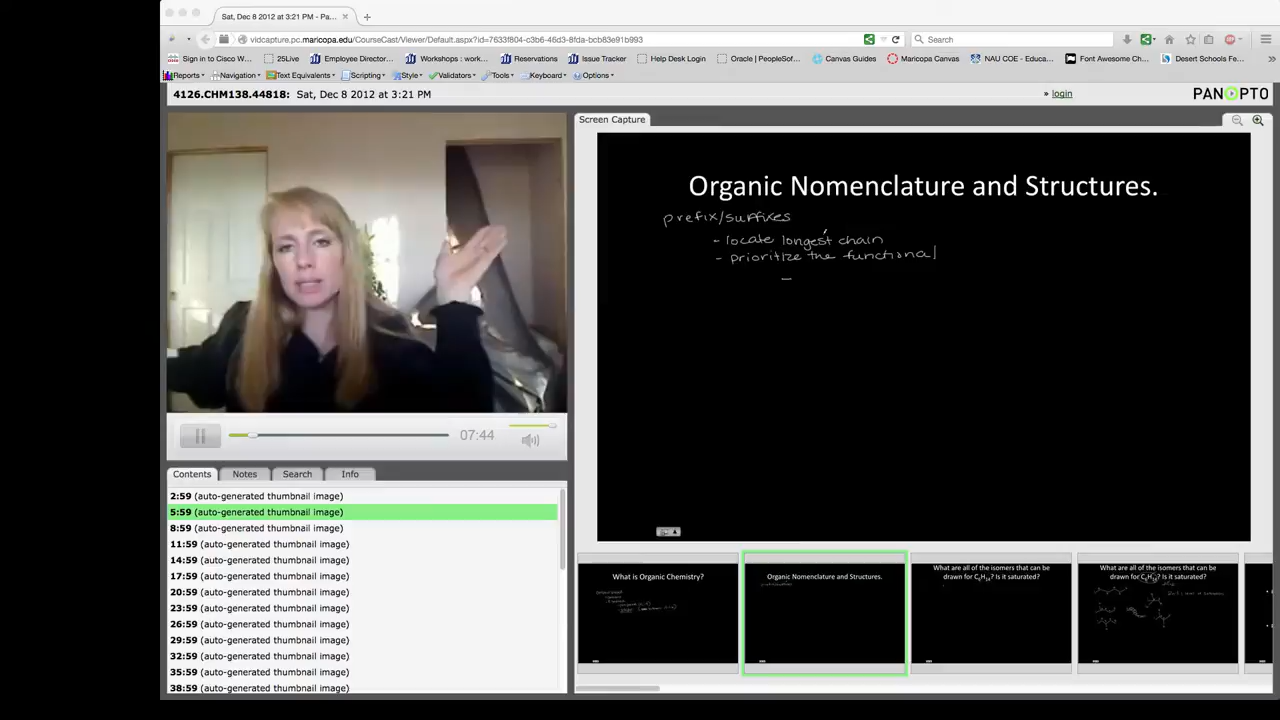 Sat, Dec 8 2012 at 3:21 PM - Pa...
vidcapture.pc.maricopa.edu/CourseCast/Viewer/Default.aspx?id=7633f804-c3b6-46d3-8fda-bcb83e91b993
Search
Sign in to Cisco W... 25Live Employee Director... Workshops : work... Reservations Issue Tracker Help Desk Login Oracle | PeopleSof... Canvas Guides Maricopa Canvas NAU COE - Educa... Font Awesome Ch... Desert Schools Fe...
Reports Navigation Text Equivalents Scripting Style Validators Tools Keyboard Options
4126.CHM138.44818: Sat, Dec 8 2012 at 3:21 PM
» login
PANOPTO
Screen Capture
Organic Nomenclature and Structures.
prefix/suffixes
- locate longest chain
- prioritize the functional
07:44
Contents Notes Search Info
2:59 (auto-generated thumbnail image)
5:59 (auto-generated thumbnail image)
8:59 (auto-generated thumbnail image)
11:59 (auto-generated thumbnail image)
14:59 (auto-generated thumbnail image)
17:59 (auto-generated thumbnail image)
20:59 (auto-generated thumbnail image)
23:59 (auto-generated thumbnail image)
26:59 (auto-generated thumbnail image)
29:59 (auto-generated thumbnail image)
32:59 (auto-generated thumbnail image)
35:59 (auto-generated thumbnail image)
38:59 (auto-generated thumbnail image)
What is Organic Chemistry?
Organic Nomenclature and Structures.
What are all of the isomers that can be
drawn for C₆H₁₄? Is it saturated?
What are all of the isomers that can be
drawn for Is it saturated?